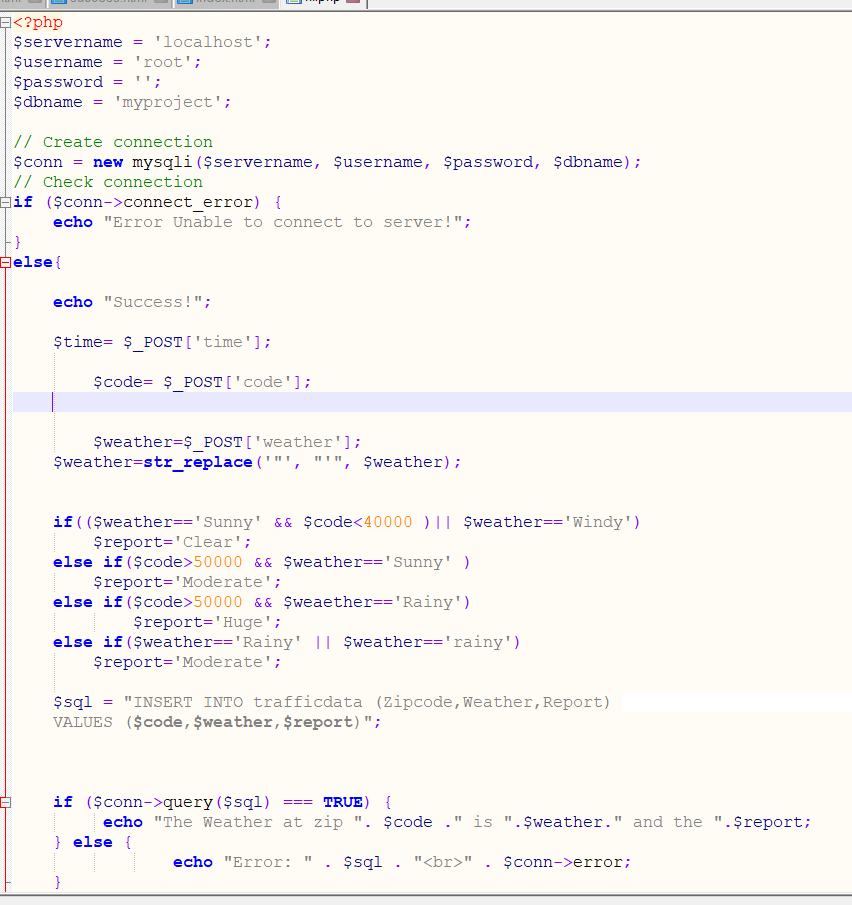 <?php
$servername = 'localhost';
$username = 'root';
$password = '';
$dbname = 'myproject';
// Create connection
$conn = new mysqli($servername, $username, $password, $dbname);
// Check connection
if ($conn->connect_error) {
echo "Error Unable to connect to server!";
}
else{
echo "Success!";
$time= $_POST['time'];
$code= $_POST['code'];
$weather=$_POST['weather'];
$weather=str_replace('"', "'", $weather);
if(($weather=='Sunny' && $code<40000 )|| $weather=='Windy')
$report='Clear';
else if($code>50000 && $weather=='Sunny' )
$report='Moderate';
else if($code>50000 && $weaether=='Rainy')
$report='Huge';
else if($weather=='Rainy' || $weather=='rainy')
$report='Moderate';
$sql = "INSERT INTO trafficdata (Zipcode,Weather,Report)
VALUES ($code,$weather,$report)";
if ($conn->query($sql) === TRUE) {
echo "The Weather at zip ". $code ." is ".$weather." and the ".$report;
} else {
echo "Error: " . $sql . "<br>" . $conn->error;
}